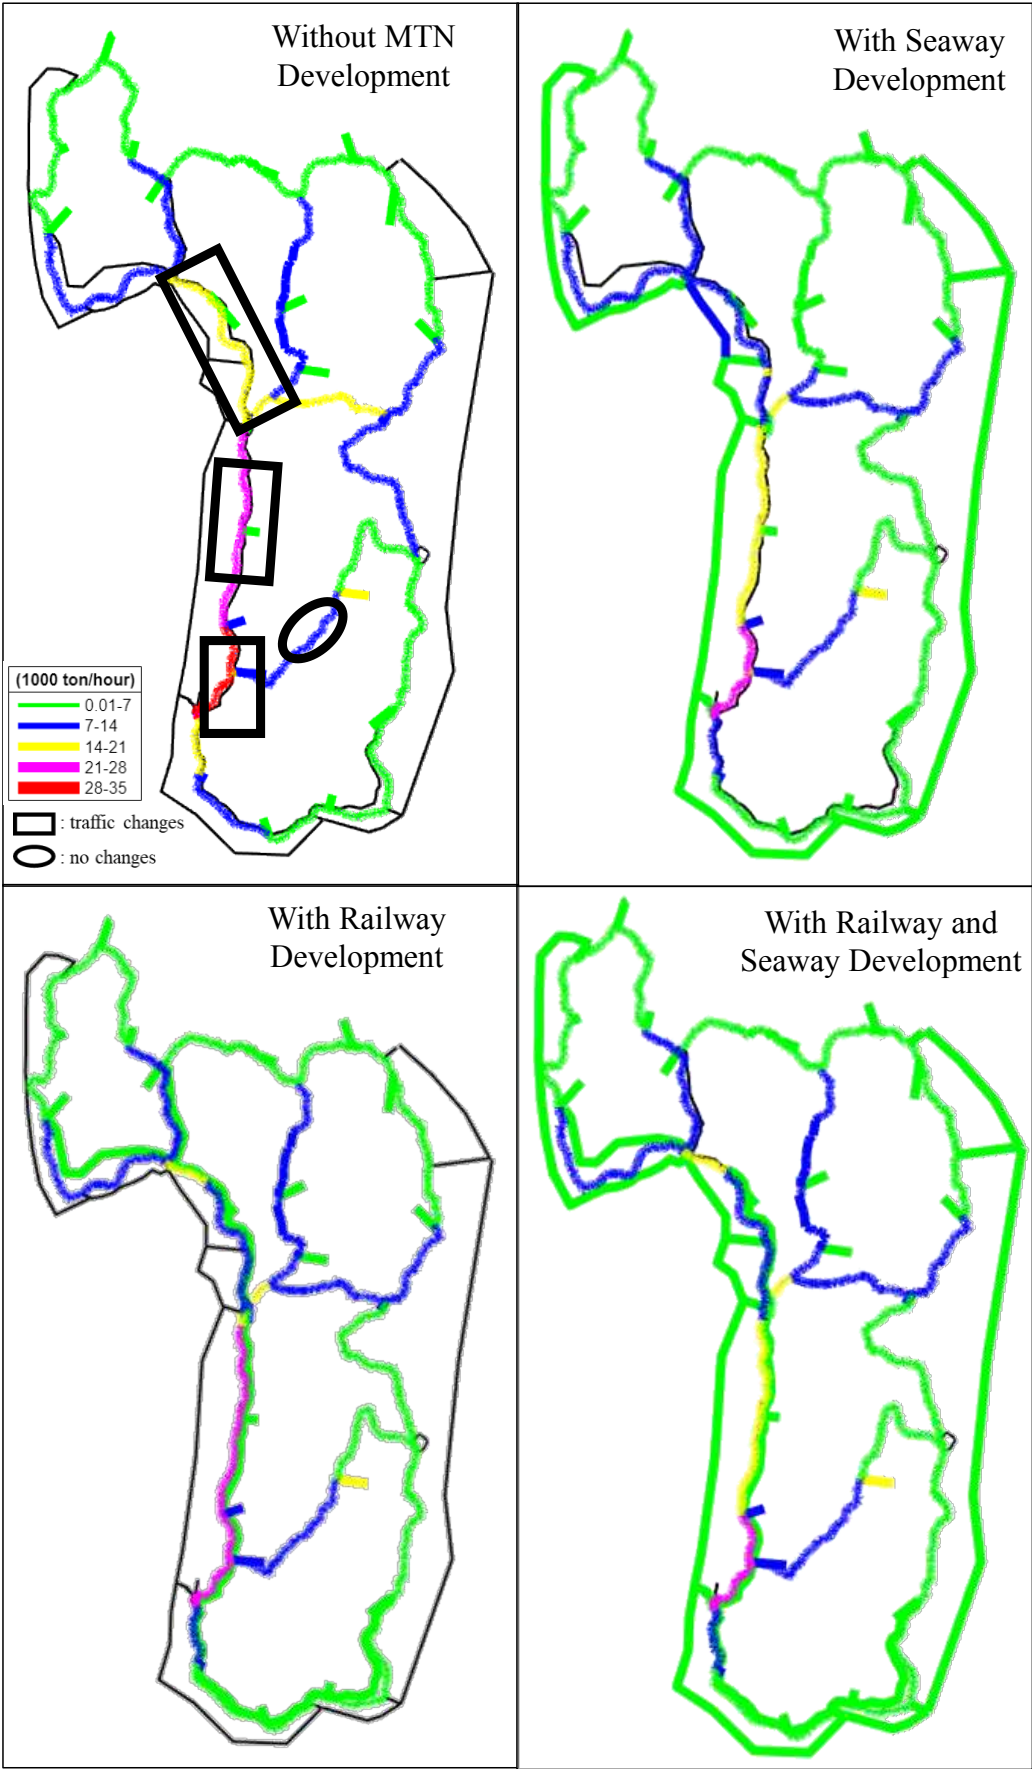 Without MTN
Development
With Seaway
Development
(1000 ton/hour)
0.01-7
7-14
14-21
21-28
28-35
: traffic changes
: no changes
With Railway
Development
With Railway and
Seaway Development